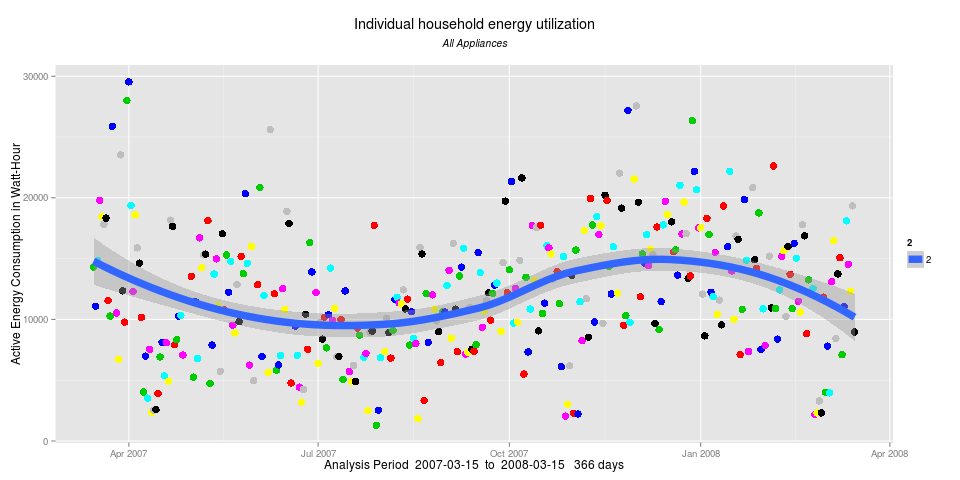 Individual household energy utilization
All Appliances
Active Energy Consumption in Watt-Hour
30000
20000
10000
0
Apr 2007
Jul 2007
Oct 2007
Jan 2008
Apr 2008
Analysis Period 2007-03-15 to 2008-03-15 366 days
2
2